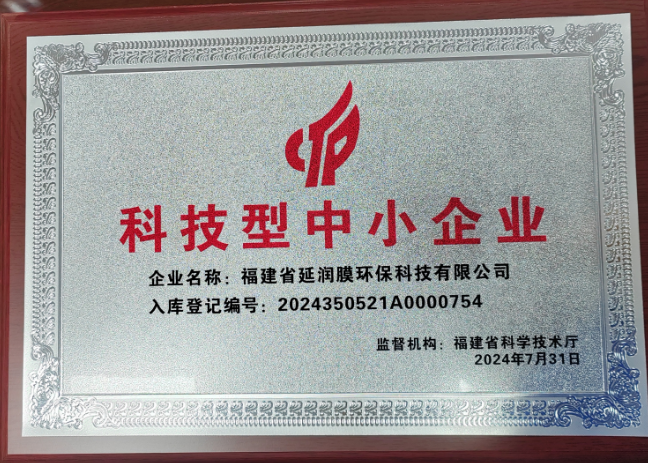 科技型中小企业
企业名称：福建省延润膜环保科技有限公司
入库登记编号：2024350521A0000754
监督机构：福建省科学技术厅
2024年7月31日